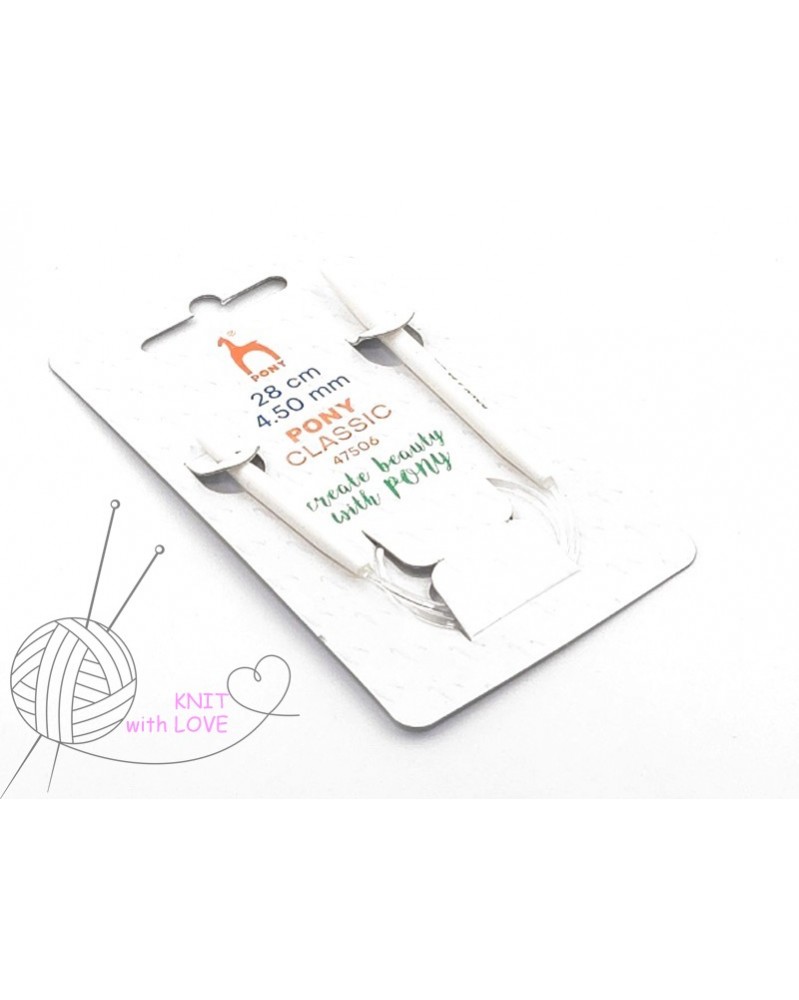 PONY
28 cm
4.50 mm
PONY
CLASSIC
47506
create beauty
with PONY
KNIT
with LOVE